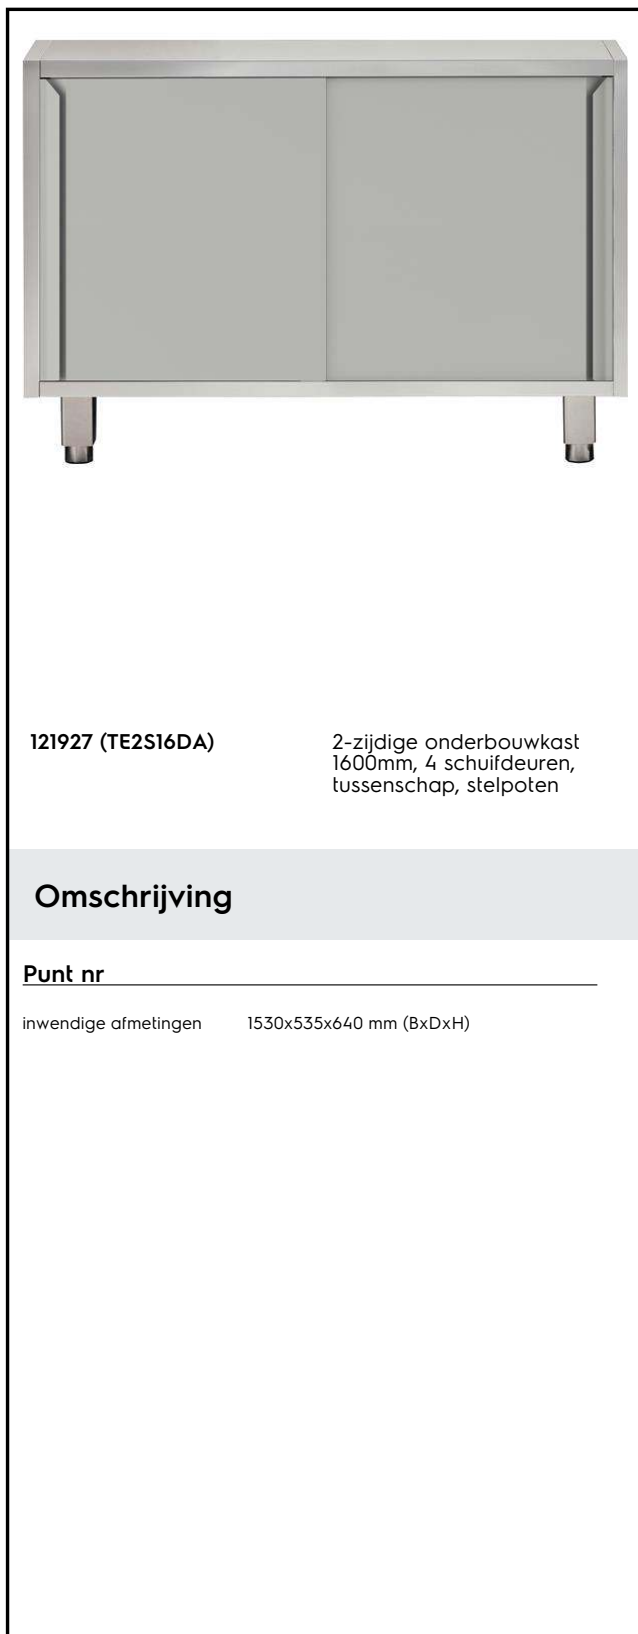 121927 (TE2S16DA)
2-zijdige onderbouwkast
1600mm, 4 schuifdeuren,
tussenschap, stelpoten
Omschrijving
Punt nr
inwendige afmetingen 1530x535x640 mm (BxDxH)